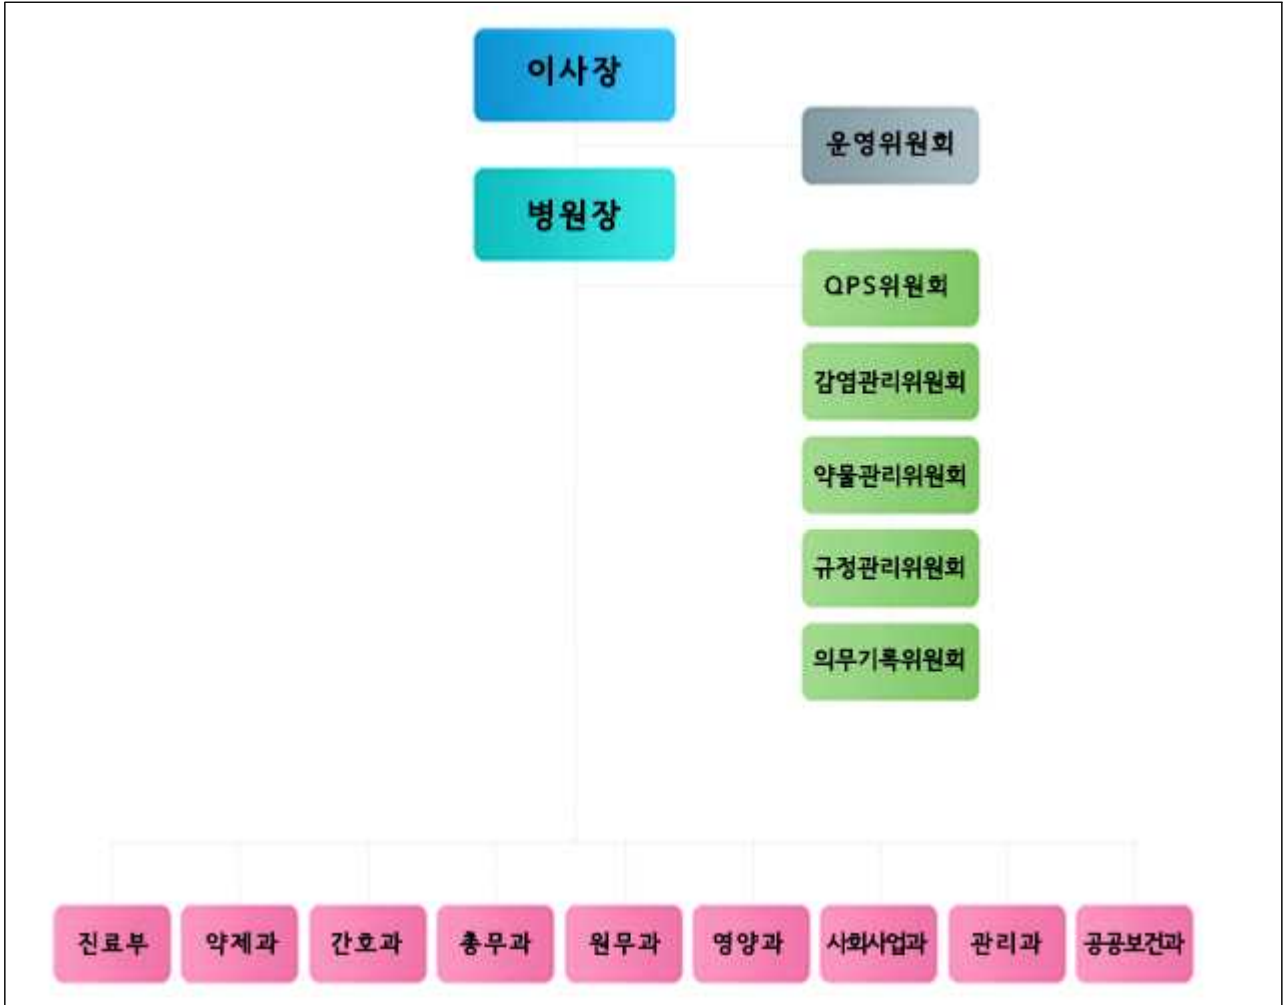 이사장
운영위원회
병원장
QPS위원회
감염관리위원회
약물관리위원회
규정관리위원회
의무기록위원회
진료부
약제과
간호과
총무과
원무과
영양과
사회사업과
관리과
공공보건과